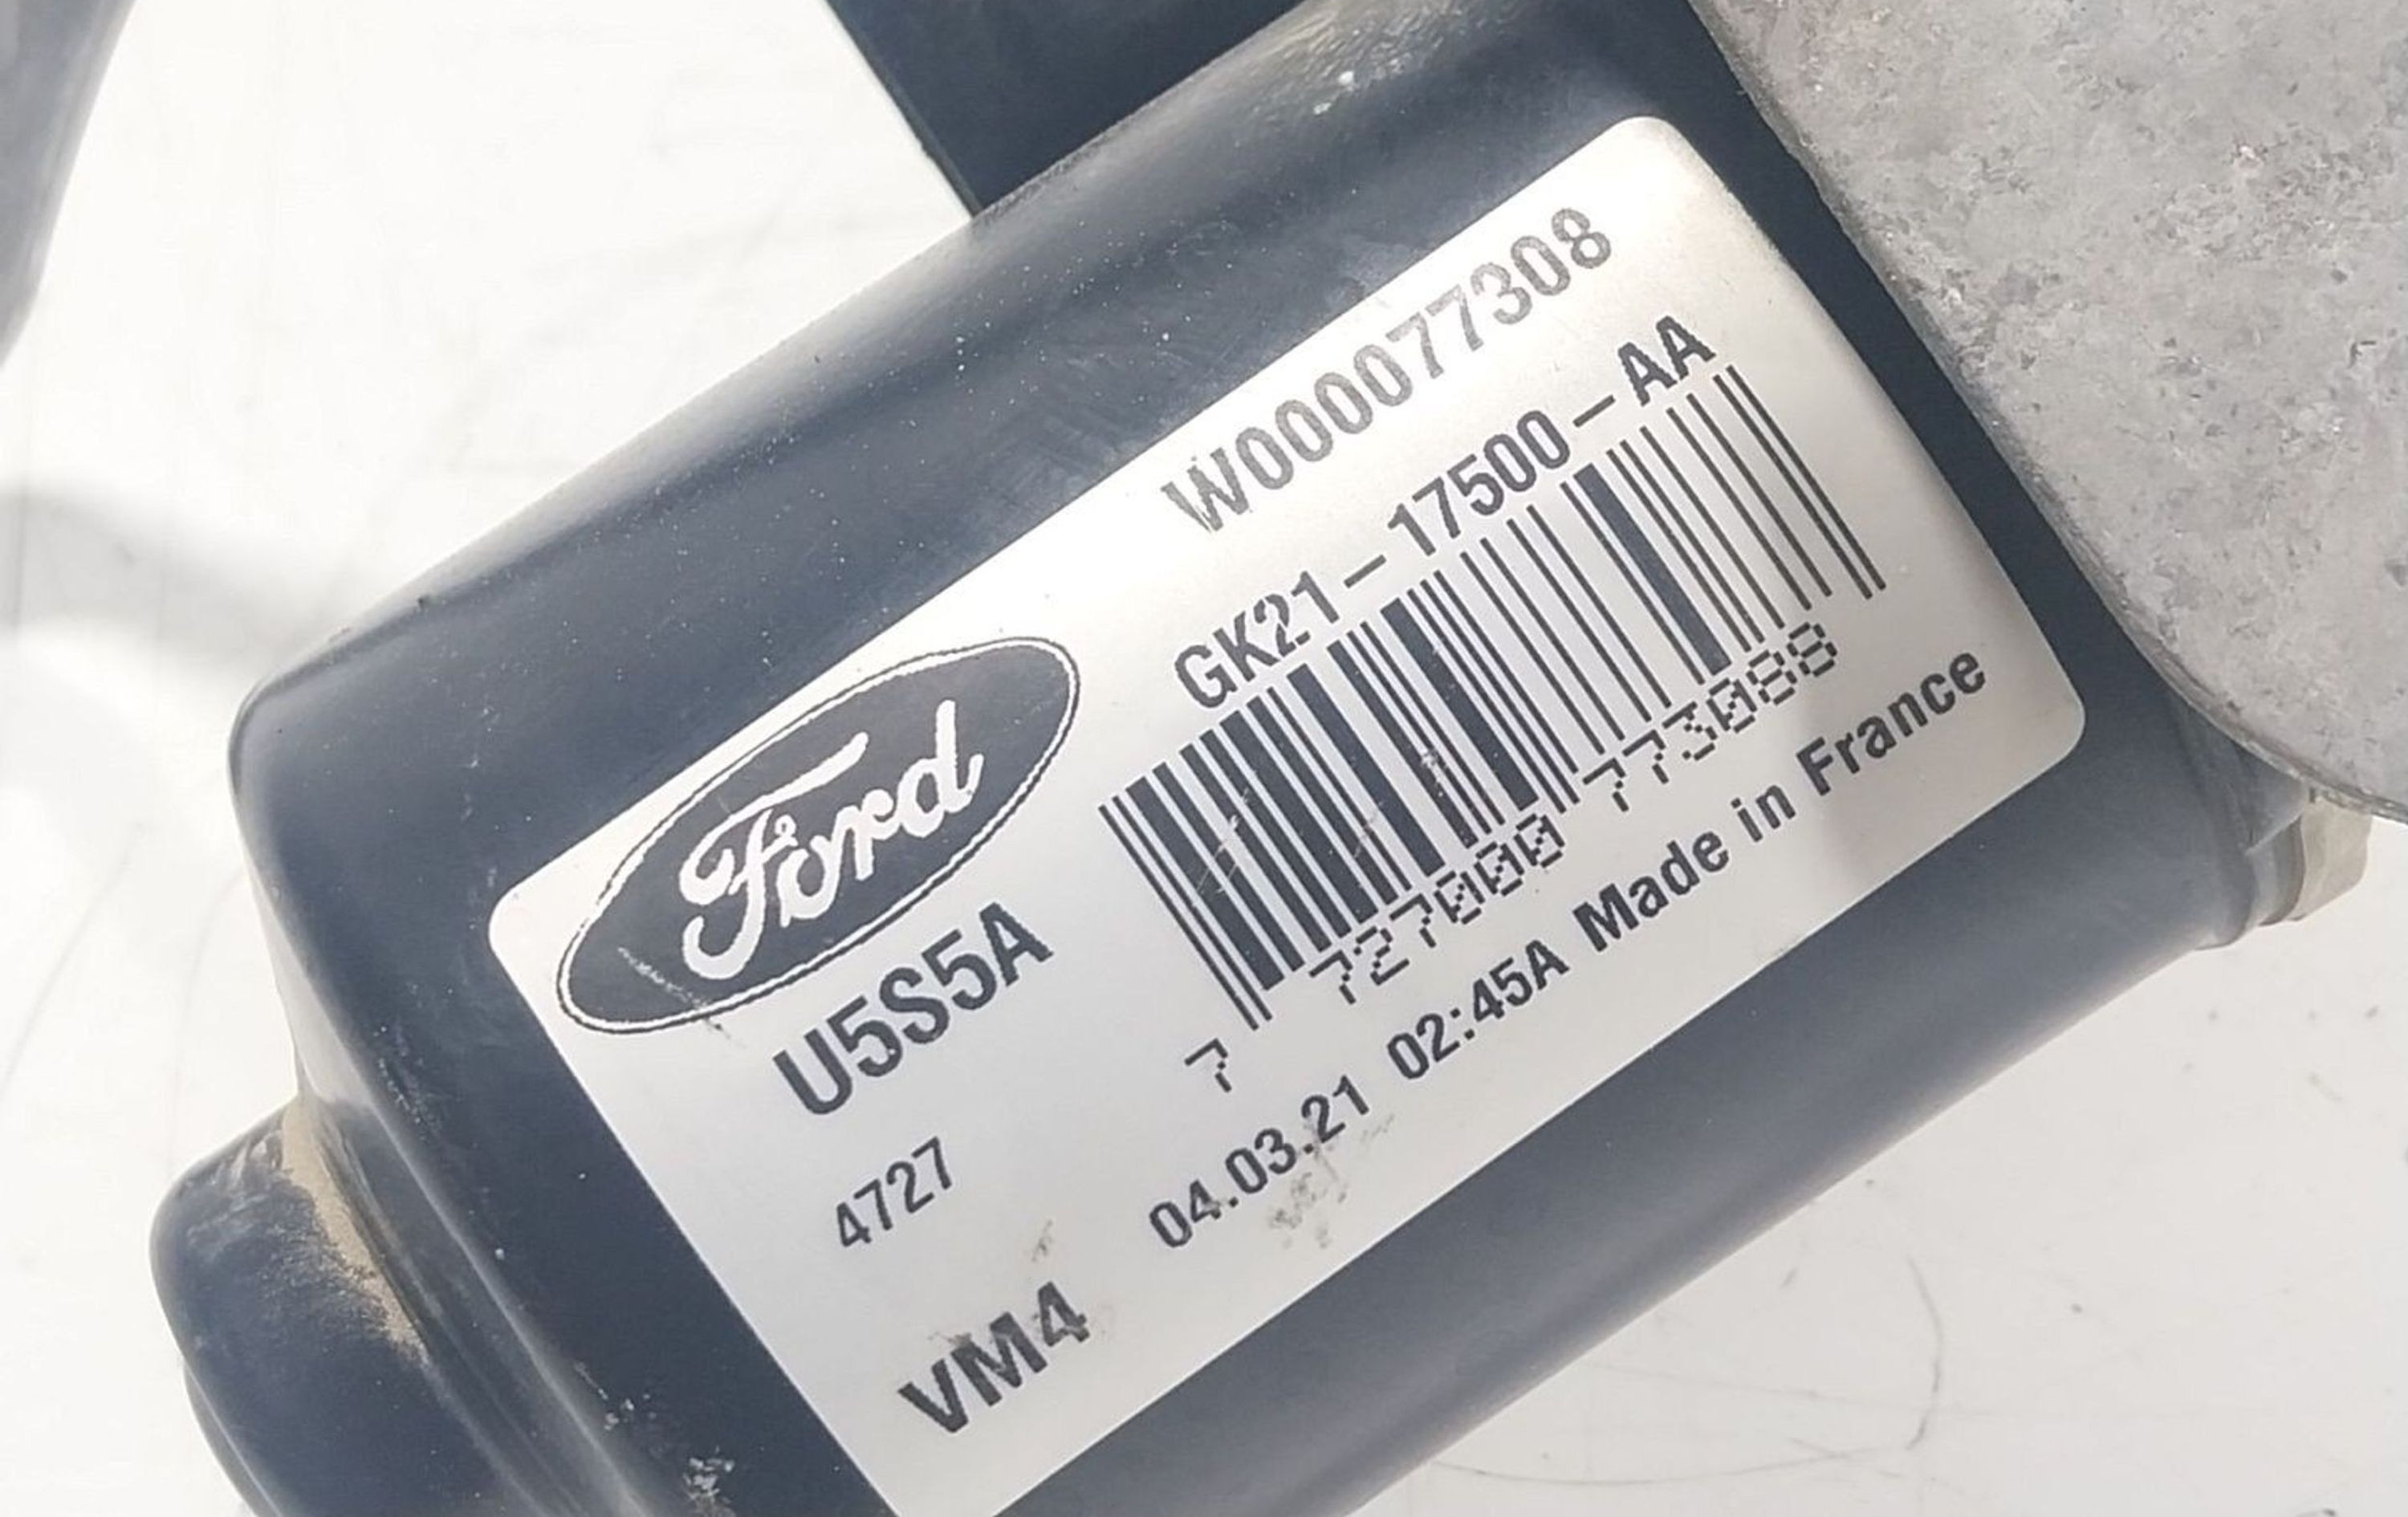 W000077308
GK21-17500-AA
Ford
7 727000 773088
U5S5A
04.03.21 02:45A Made in France
4727
VM4